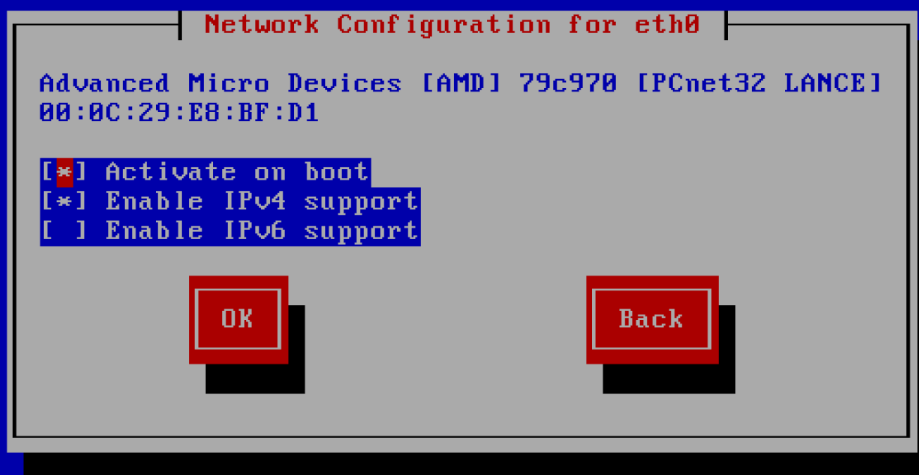 Network Configuration for eth0
Advanced Micro Devices [AMD] 79c970 [PCnet32 LANCE]
00:0C:29:E8:BF:D1
[*] Activate on boot
[*] Enable IPv4 support
[ ] Enable IPv6 support
OK Back